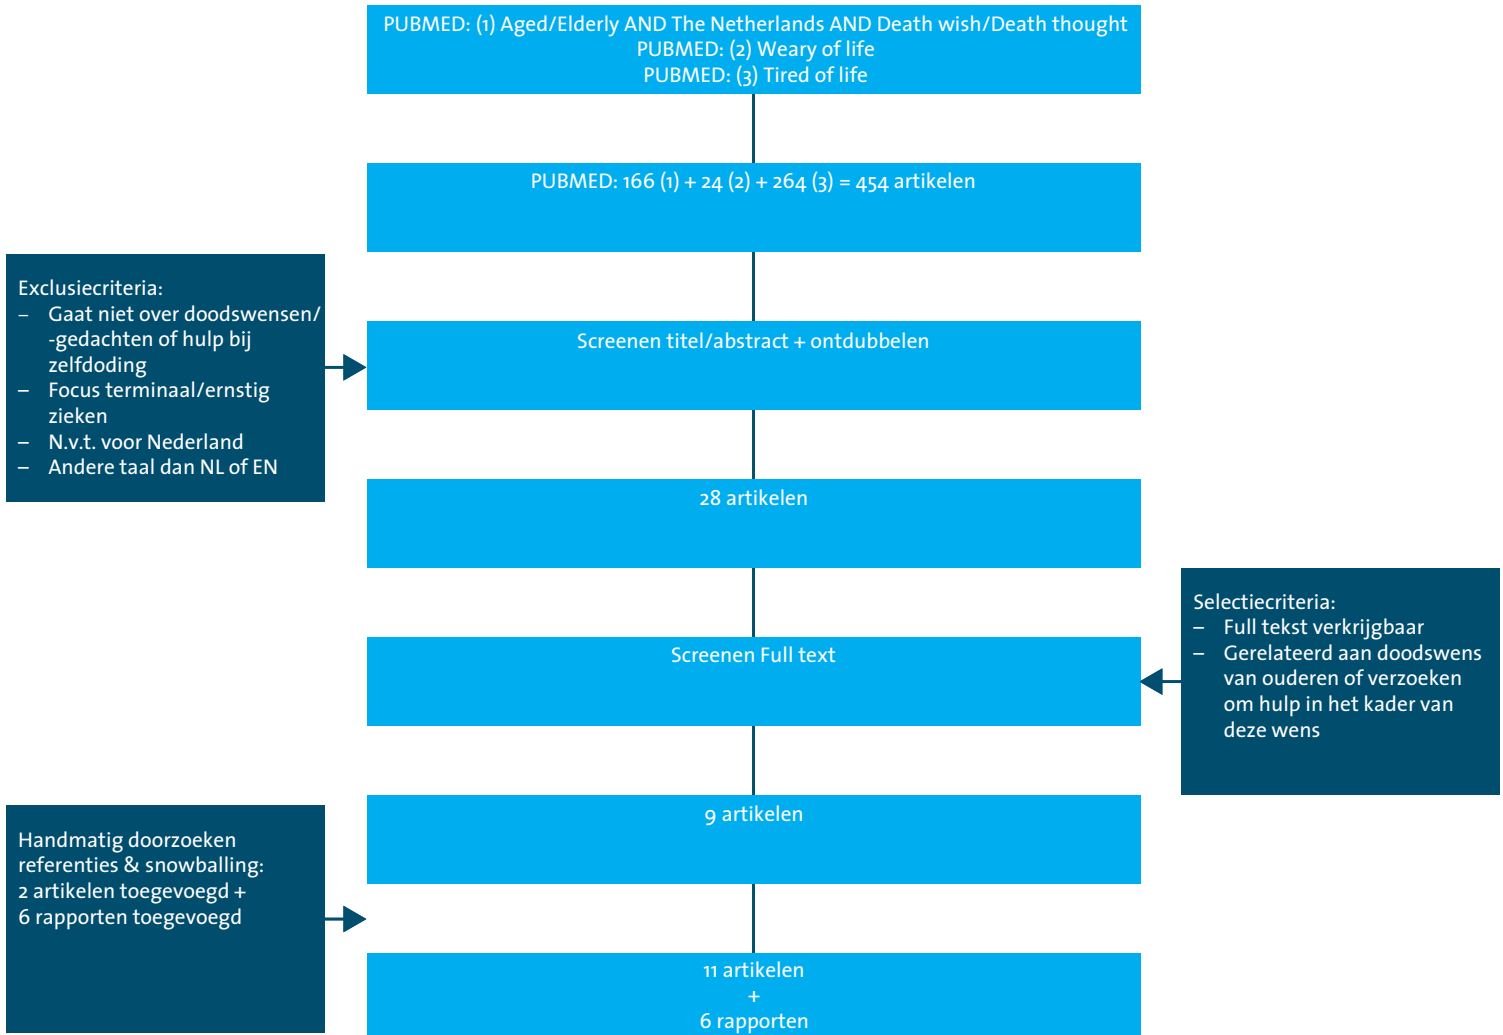 PUBMED: (1) Aged/Elderly AND The Netherlands AND Death wish/Death thought
PUBMED: (2) Weary of life
PUBMED: (3) Tired of life
PUBMED: 166 (1) + 24 (2) + 264 (3) = 454 artikelen
Exclusiecriteria:
– Gaat niet over doodswensen/
-gedachten of hulp bij
zelfdoding
– Focus terminaal/ernstig
zieken
– N.v.t. voor Nederland
– Andere taal dan NL of EN
Screenen titel/abstract + ontdubbelen
28 artikelen
Selectiecriteria:
– Full tekst verkrijgbaar
– Gerelateerd aan doodswens
van ouderen of verzoeken
om hulp in het kader van
deze wens
Screenen Full text
9 artikelen
Handmatig doorzoeken
referenties & snowballing:
2 artikelen toegevoegd +
6 rapporten toegevoegd
11 artikelen
+
6 rapporten